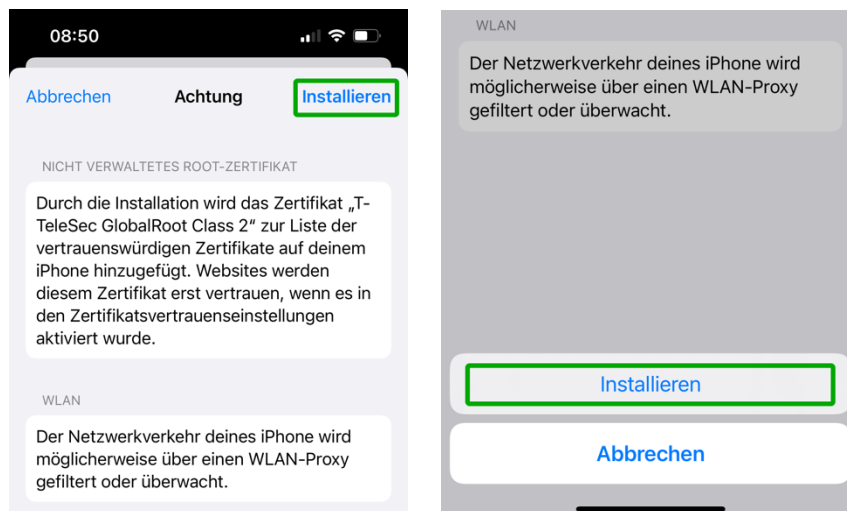 08:50
Abbrechen Achtung Installieren
NICHT VERWALTETES ROOT-ZERTIFIKAT
Durch die Installation wird das Zertifikat „T-
TeleSec GlobalRoot Class 2“ zur Liste der
vertrauenswürdigen Zertifikate auf deinem
iPhone hinzugefügt. Websites werden
diesem Zertifikat erst vertrauen, wenn es in
den Zertifikatsvertrauenseinstellungen
aktiviert wurde.
WLAN
Der Netzwerkverkehr deines iPhone wird
möglicherweise über einen WLAN-Proxy
gefiltert oder überwacht.
WLAN
Der Netzwerkverkehr deines iPhone wird
möglicherweise über einen WLAN-Proxy
gefiltert oder überwacht.
Installieren
Abbrechen